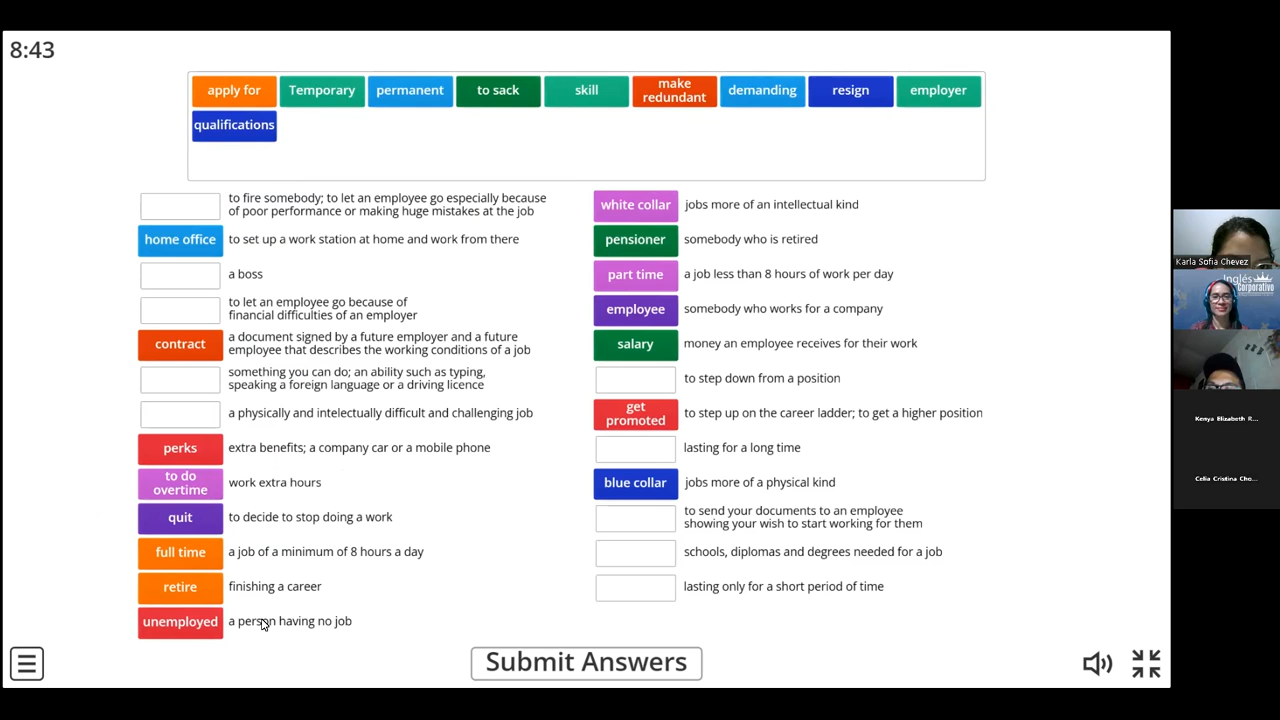 8:43
apply for
Temporary
permanent
to sack
skill
make
redundant
demanding
resign
employer
qualifications
to fire somebody; to let an employee go especially because
of poor performance or making huge mistakes at the job
home office
to set up a work station at home and work from there
a boss
to let an employee go because of
financial difficulties of an employer
contract
a document signed by a future employer and a future
employee that describes the working conditions of a job
something you can do; an ability such as typing,
speaking a foreign language or a driving licence
a physically and intelectually difficult and challenging job
perks
extra benefits; a company car or a mobile phone
to do
overtime
work extra hours
quit
to decide to stop doing a work
full time
a job of a minimum of 8 hours a day
retire
finishing a career
unemployed
a person having no job
white collar
jobs more of an intellectual kind
pensioner
somebody who is retired
part time
a job less than 8 hours of work per day
employee
somebody who works for a company
salary
money an employee receives for their work
to step down from a position
get
promoted
to step up on the career ladder; to get a higher position
lasting for a long time
blue collar
jobs more of a physical kind
to send your documents to an employee
showing your wish to start working for them
schools, diplomas and degrees needed for a job
lasting only for a short period of time
Submit Answers
Karla Sofia Chevez
Inglés
Corporativo
Kenya Elizabeth R...
Celia Cristina Cho...